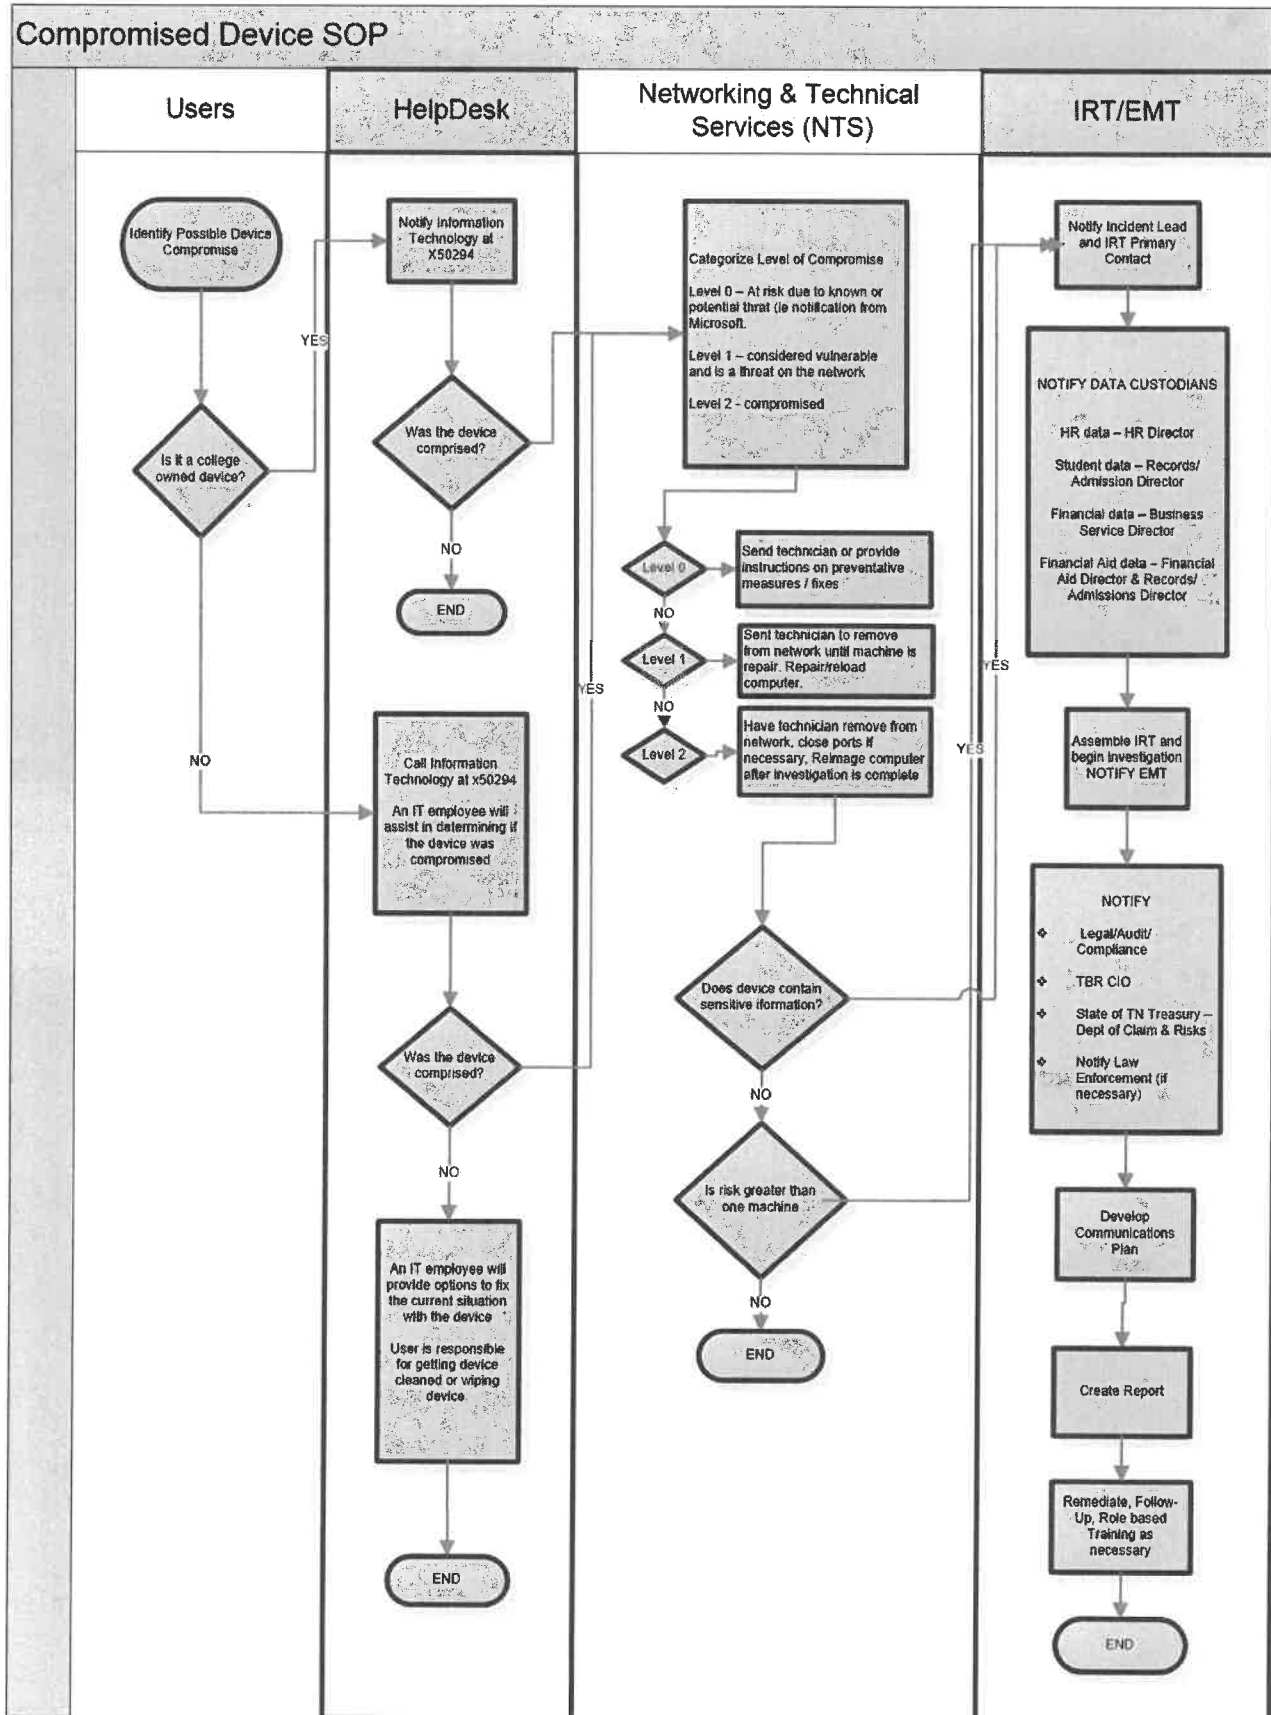 Compromised Device SOP
Users
HelpDesk
Networking & Technical
Services (NTS)
IRT/EMT
Identify Possible Device
Compromise
YES
Is it a college
owned device?
NO
Notify Information
Technology at
X50294
Was the device
comprised?
NO
END
YES
Call Information
Technology at x50294
An IT employee will
assist in determining if
the device was
compromised
Was the device
comprised?
NO
An IT employee will
provide options to fix
the current situation
with the device
User is responsible
for getting device
cleaned or wiping
device
END
Categorize Level of Compromise
Level 0 – At risk due to known or
potential thrat (ie notification from
Microsoft.
Level 1 – considered vulnerable
and is a threat on the network
Level 2 - compromised
Level 0
Send technician or provide
instructions on preventative
measures / fixes
NO
Level 1
Sent technician to remove
from network until machine is
repair. Repair/reload
computer.
NO
Level 2
Have technician remove from
network, close ports if
necessary, Reimage computer
after investigation is complete
Does device contain
sensitive iformation?
YES
NO
Is risk greater than
one machine
YES
NO
END
Notify Incident Lead
and IRT Primary
Contact
NOTIFY DATA CUSTODIANS
HR data – HR Director
Student data – Records/
Admission Director
Financial data – Business
Service Director
Financial Aid data – Financial
Aid Director & Records/
Admissions Director
Assemble IRT and
begin investigation
NOTIFY EMT
NOTIFY
❖ Legal/Audit/
Compliance
❖ TBR CIO
❖ State of TN Treasury –
Dept of Claim & Risks
❖ Notify Law
Enforcement (if
necessary)
Develop
Communications
Plan
Create Report
Remediate, Follow-
Up, Role based
Training as
necessary
END